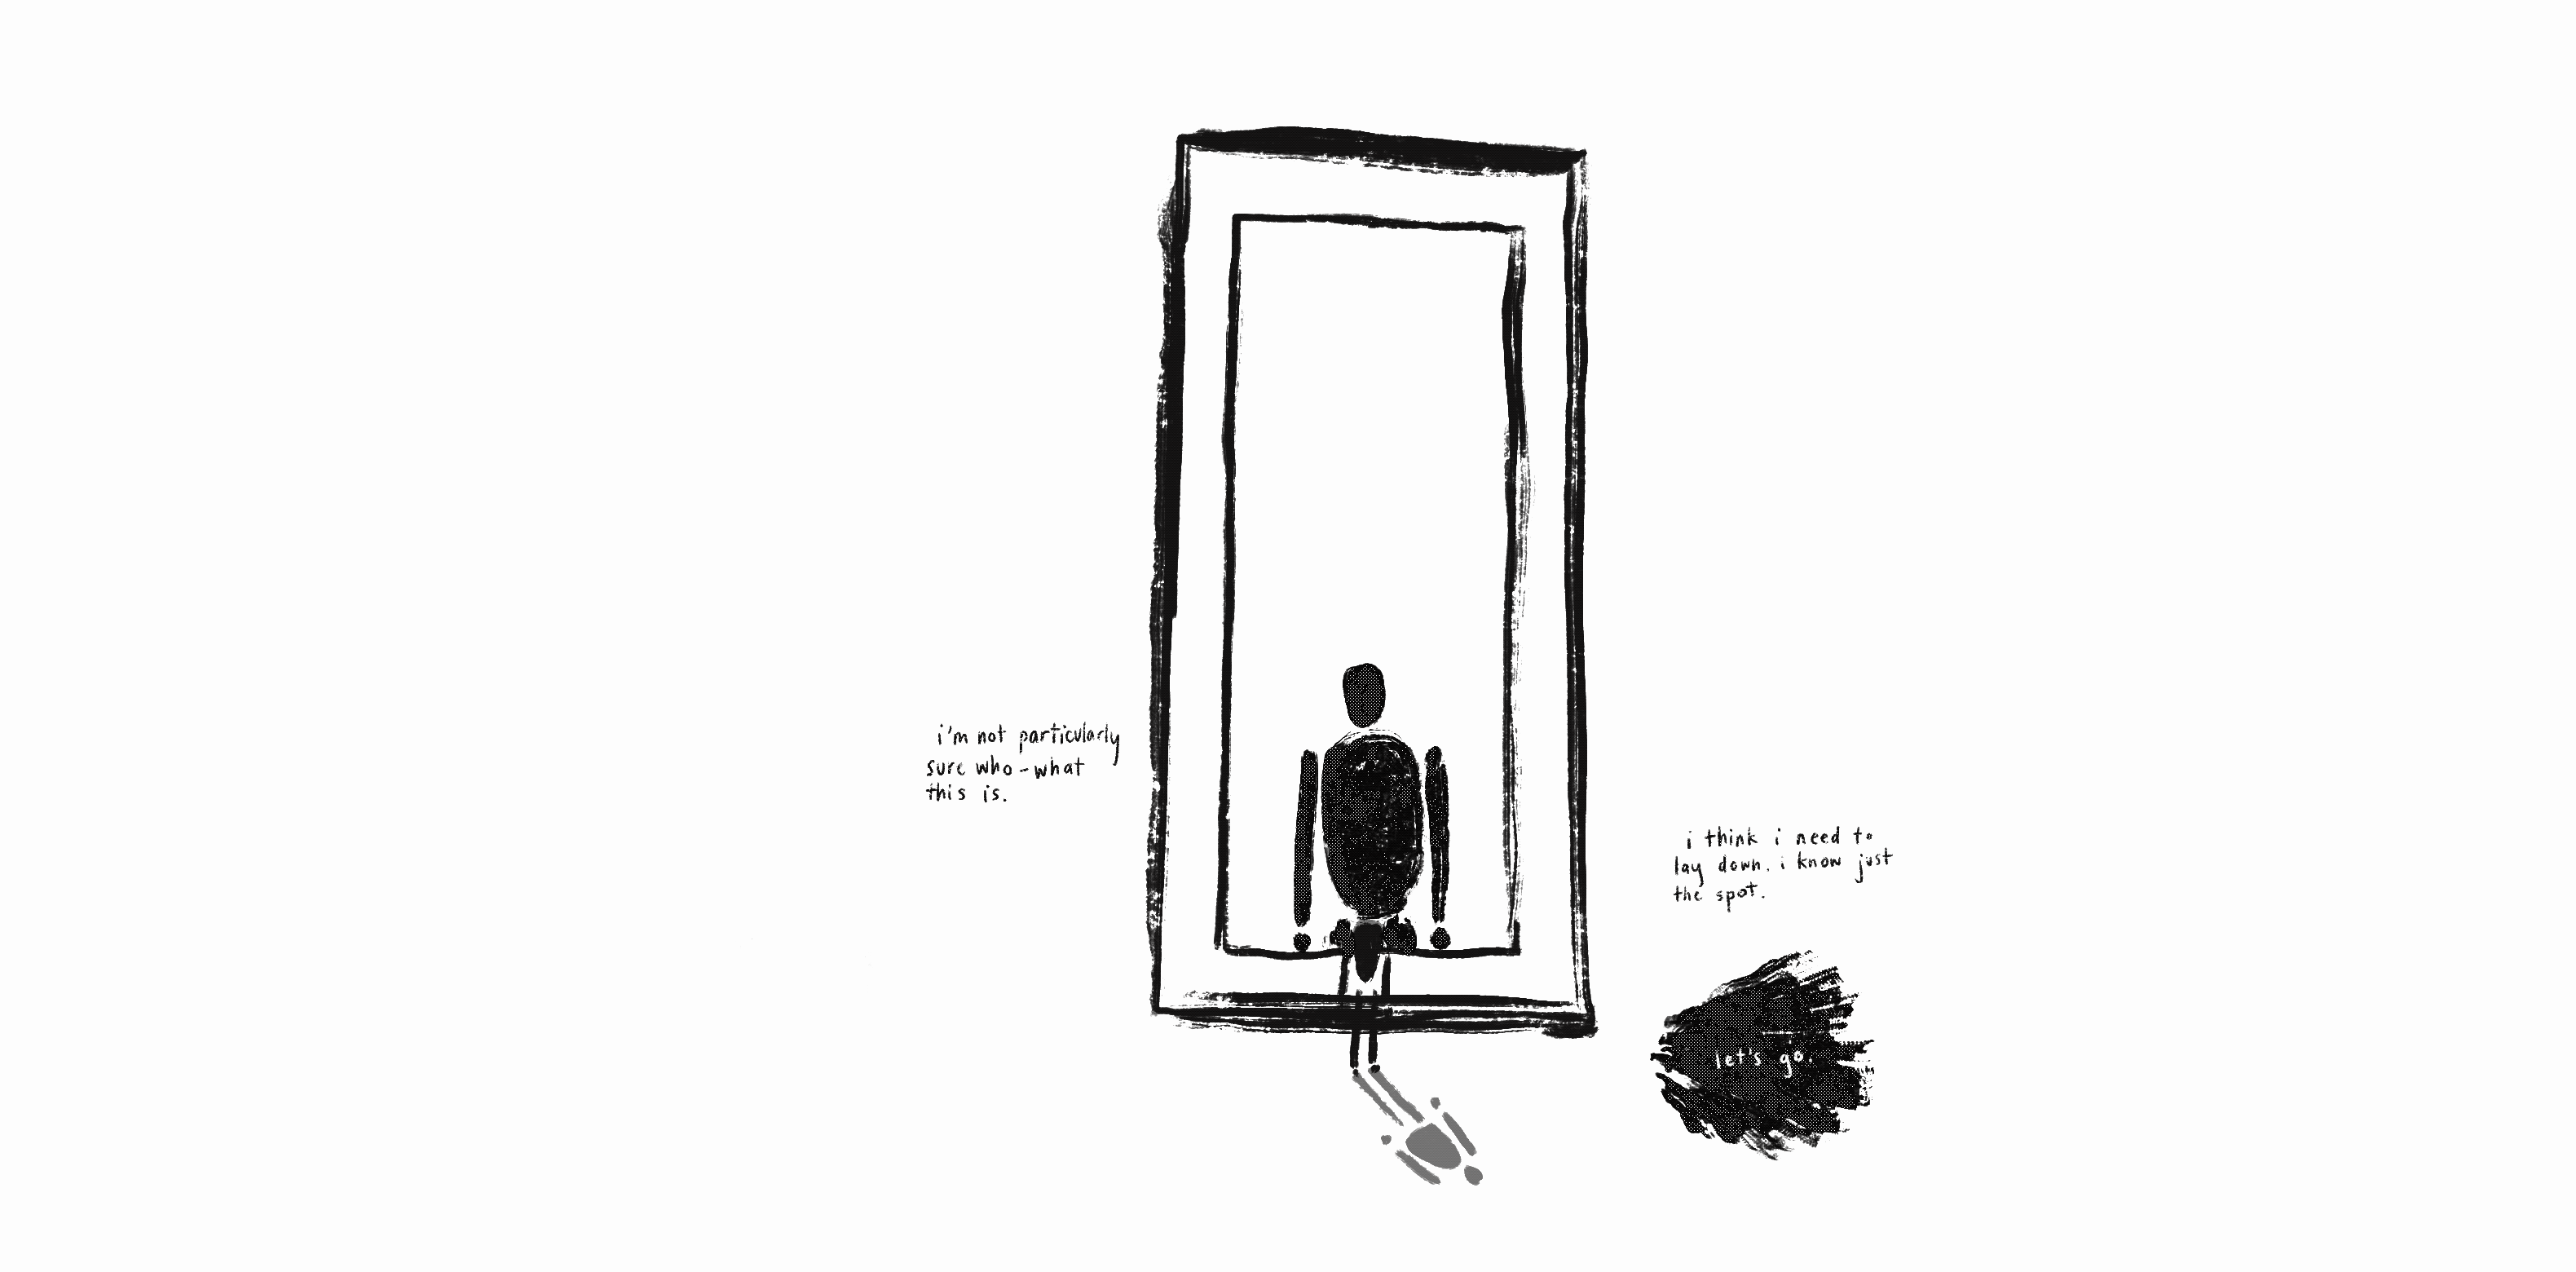 i'm not particularly
sure who-what
this is.
i think i need to
lay down. i know just
the spot.
let's go.